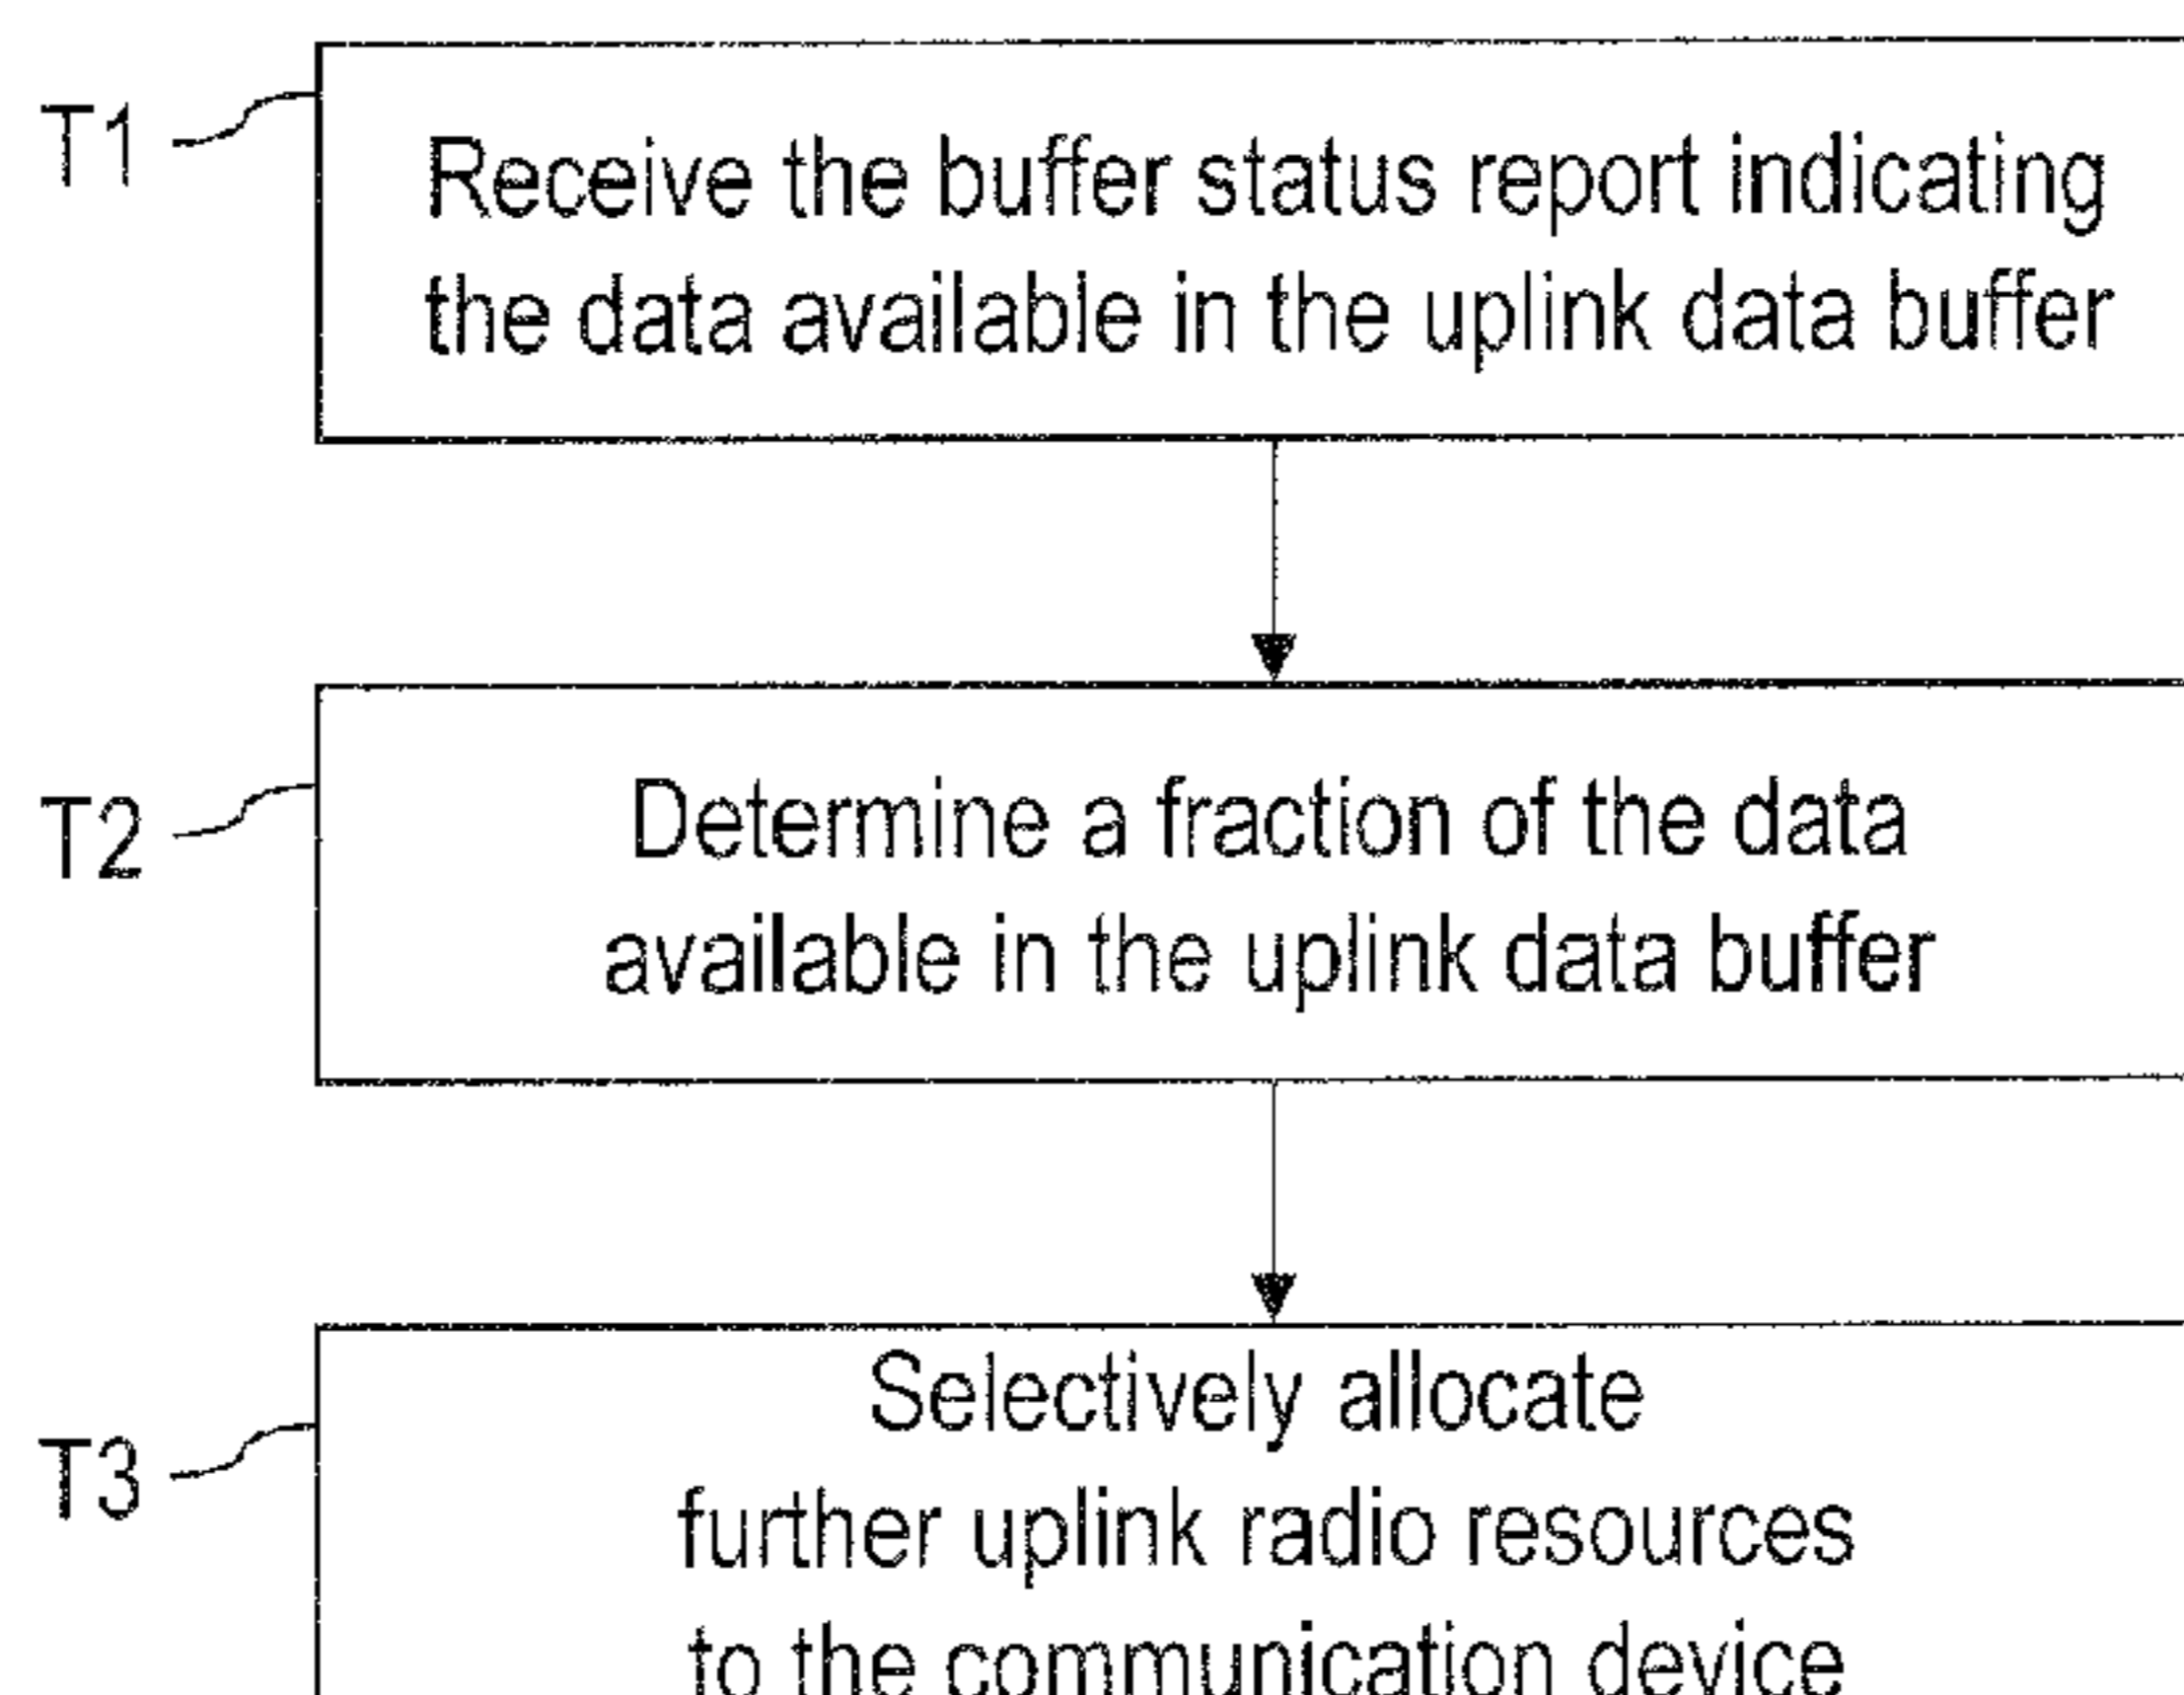 T1
Receive the buffer status report indicating
the data available in the uplink data buffer
T2
Determine a fraction of the data
available in the uplink data buffer
T3
Selectively allocate
further uplink radio resources
to the communication device